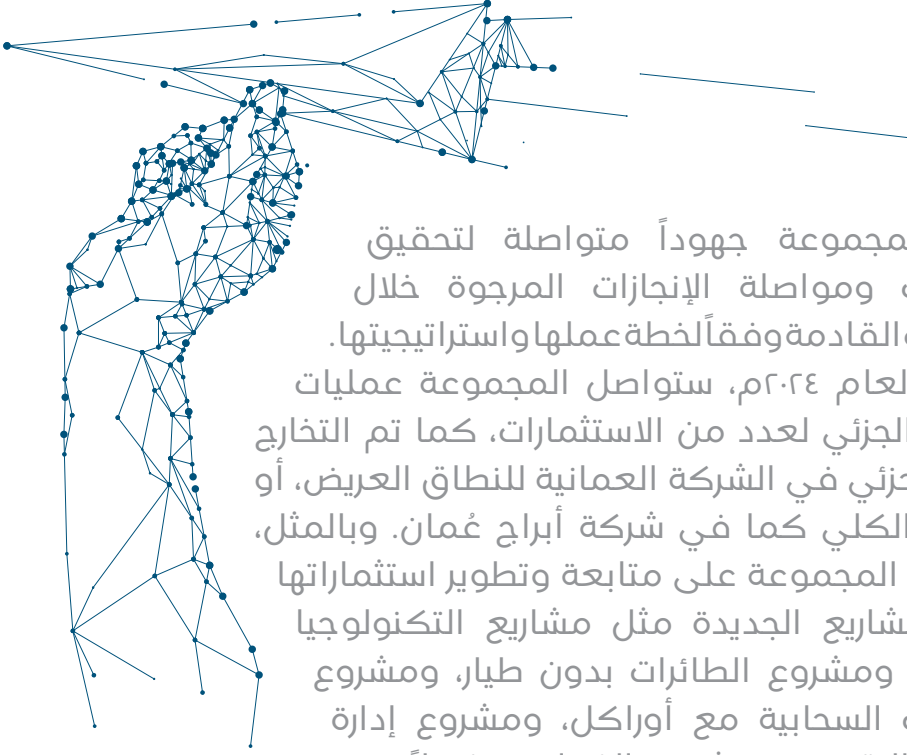 لمجموعة جهوداً متواصلة لتحقيق
ومواصلة الإنجازات المرجوة خلال
القادمة وفقاً لخطة عملها واستراتيجيتها.
لعام ٢٠٢٤م، ستواصل المجموعة عمليات
الجزئي لعدد من الاستثمارات، كما تم التخارج
جزئي في الشركة العمانية للنطاق العريض، أو
الكلي كما في شركة أبراج عُمان. وبالمثل،
المجموعة على متابعة وتطوير استثماراتها
مشاريع الجديدة مثل مشاريع التكنولوجيا
ومشروع الطائرات بدون طيار، ومشروع
السحابية مع أوراكل، ومشروع إدارة